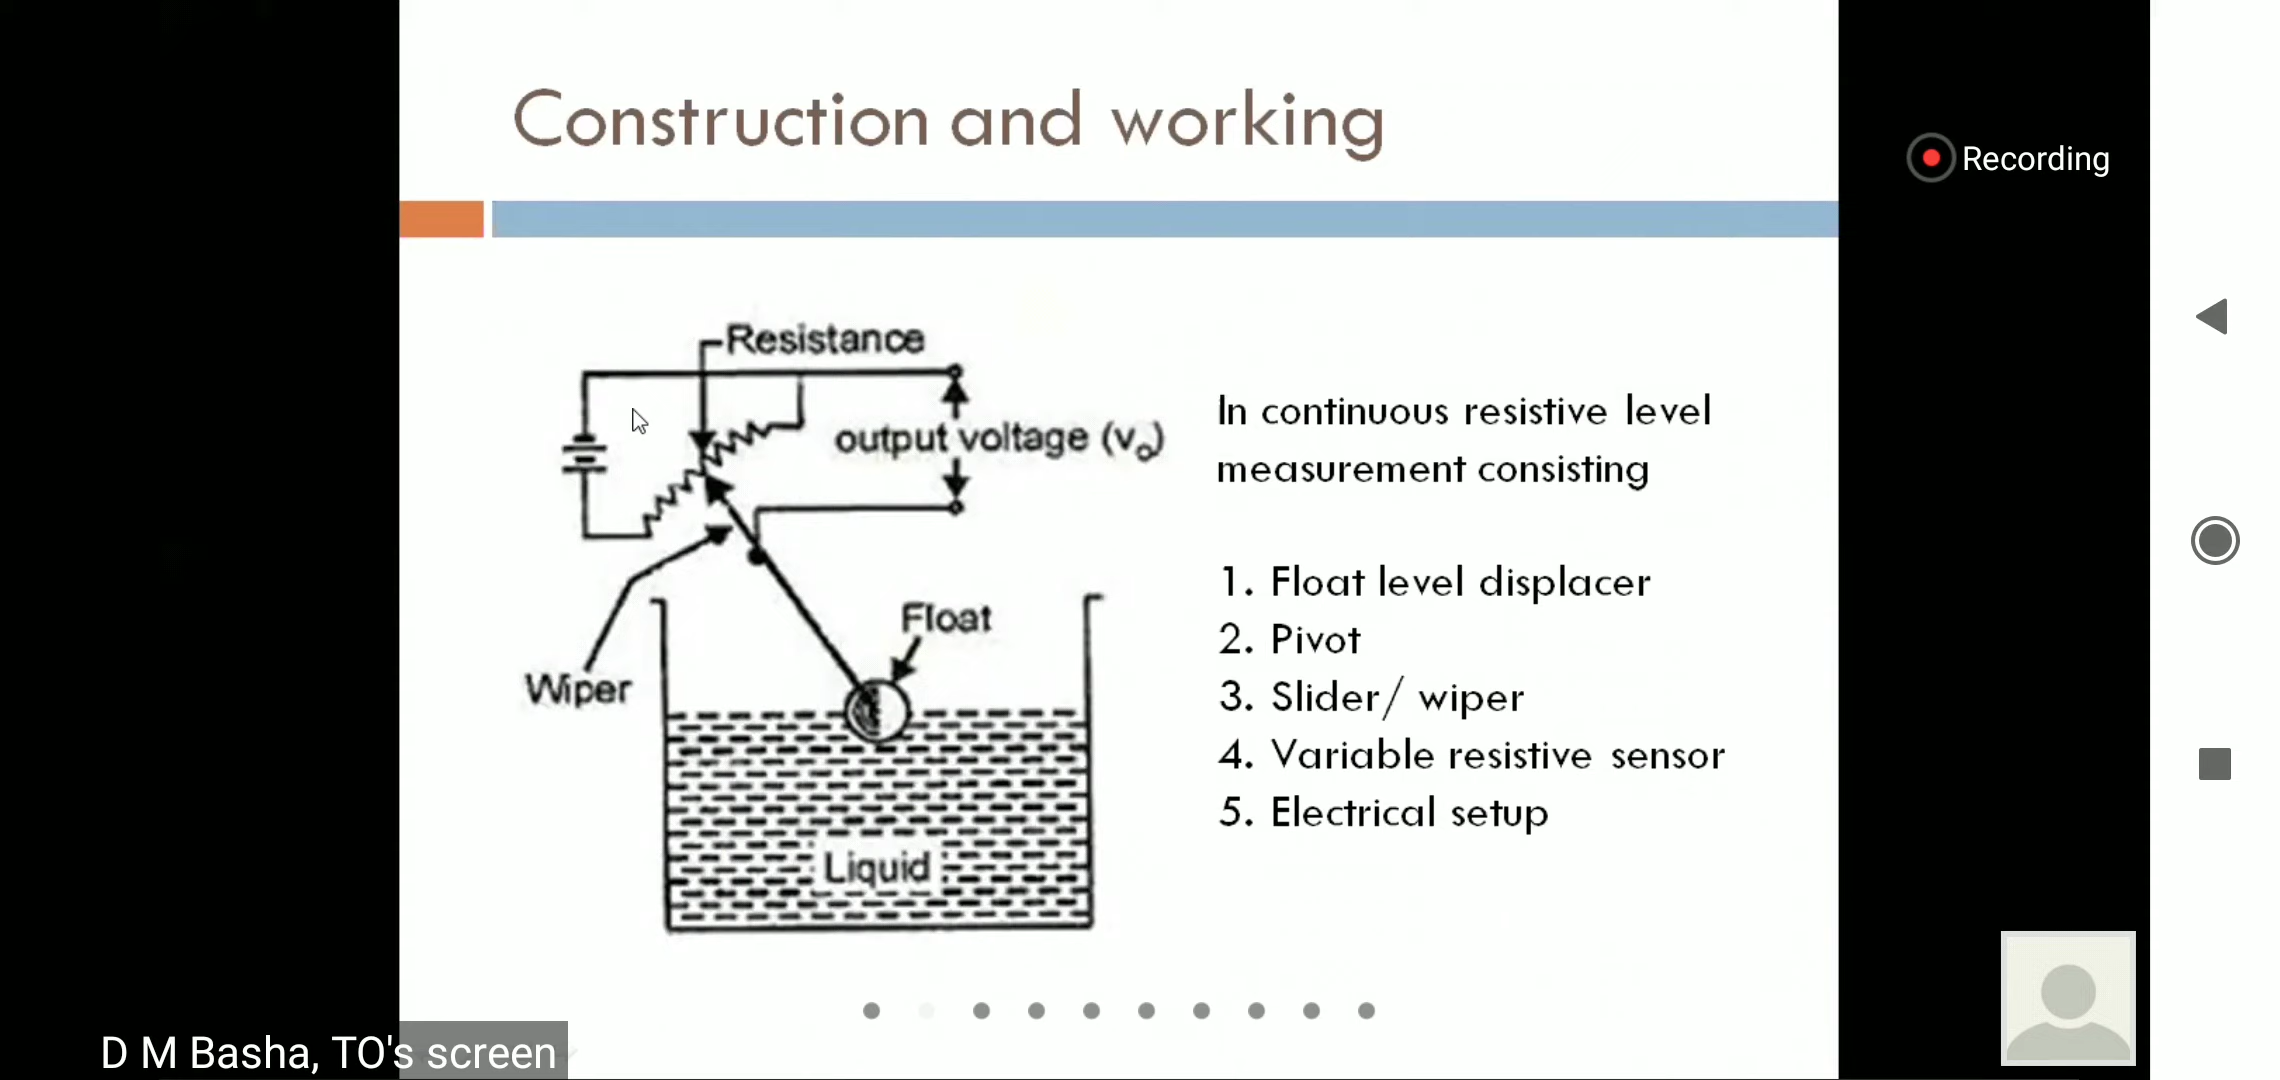 Construction and working
Recording
Resistance
output voltage (vo)
Wiper
Float
Liquid
In continuous resistive level
measurement consisting
1. Float level displacer
2. Pivot
3. Slider/ wiper
4. Variable resistive sensor
5. Electrical setup
D M Basha, TO's screen